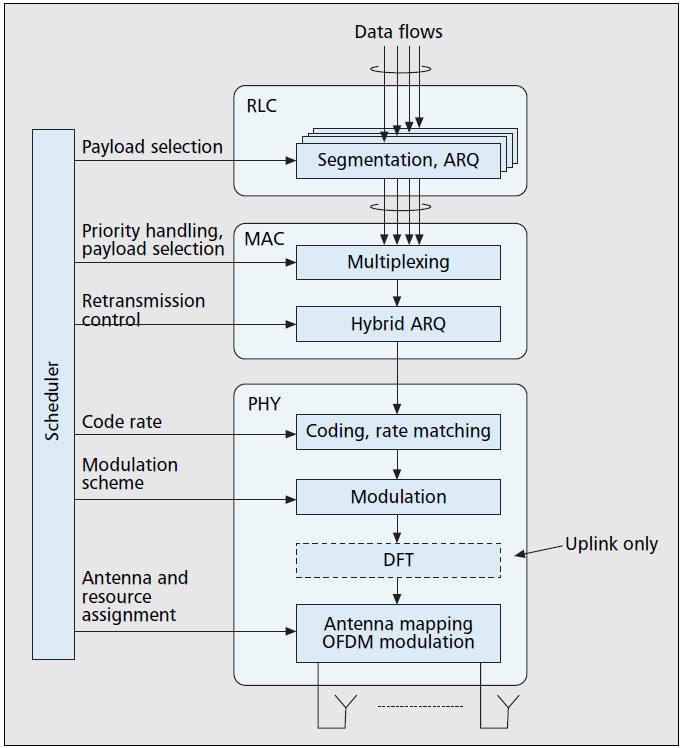 Data flows
RLC
Payload selection
Segmentation, ARQ
Priority handling,
payload selection
MAC
Multiplexing
Retransmission
control
Hybrid ARQ
Scheduler
PHY
Code rate
Coding, rate matching
Modulation
scheme
Modulation
Uplink only
DFT
Antenna and
resource
assignment
Antenna mapping
OFDM modulation